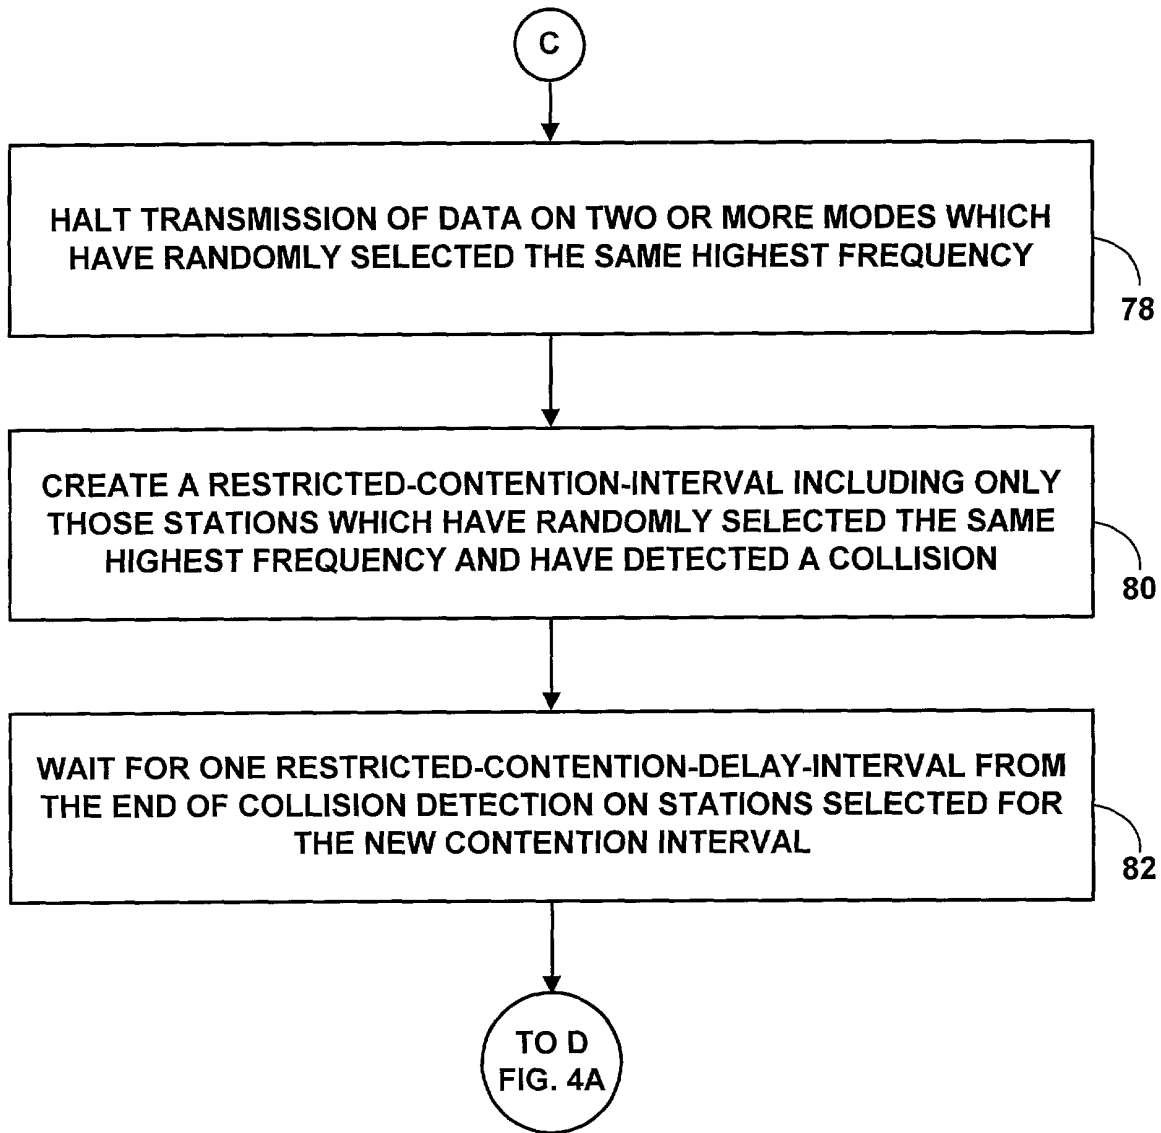 C
HALT TRANSMISSION OF DATA ON TWO OR MORE MODES WHICH
HAVE RANDOMLY SELECTED THE SAME HIGHEST FREQUENCY
78
CREATE A RESTRICTED-CONTENTION-INTERVAL INCLUDING ONLY
THOSE STATIONS WHICH HAVE RANDOMLY SELECTED THE SAME
HIGHEST FREQUENCY AND HAVE DETECTED A COLLISION
80
WAIT FOR ONE RESTRICTED-CONTENTION-DELAY-INTERVAL FROM
THE END OF COLLISION DETECTION ON STATIONS SELECTED FOR
THE NEW CONTENTION INTERVAL
82
TO D
FIG. 4A